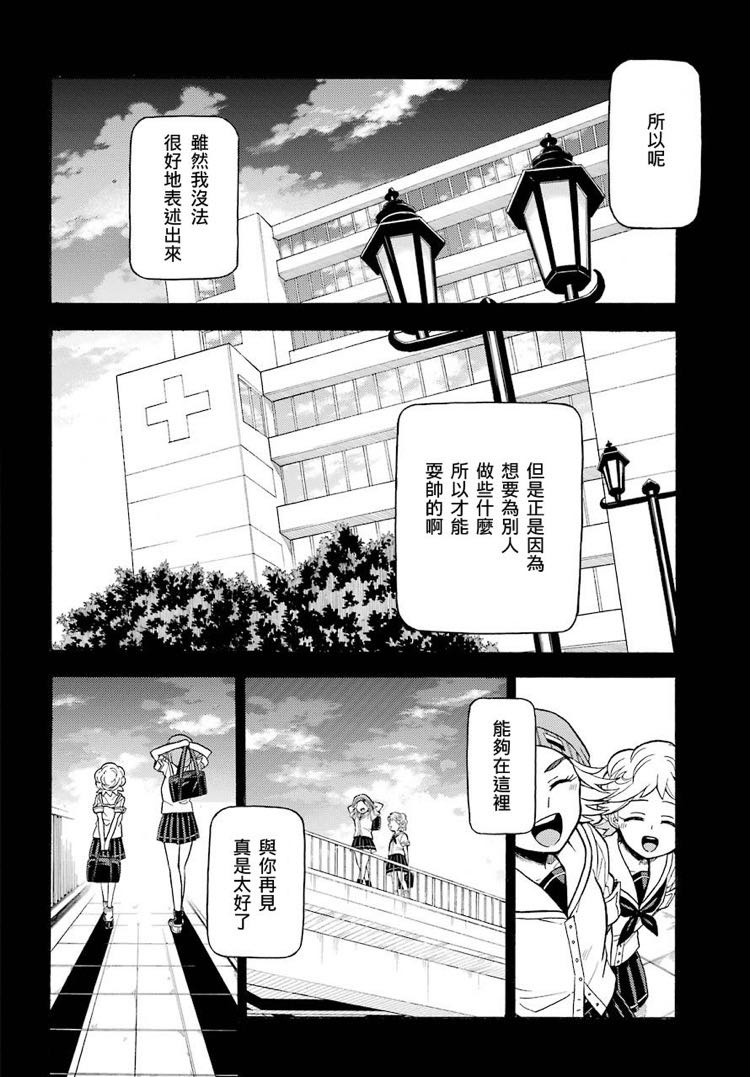 所以呢
雖然我沒法
很好地表述出來
但是正是因為
想要為別人
做些什麼
所以才能
耍帥的啊
能夠在這裡
與你再見
真是太好了